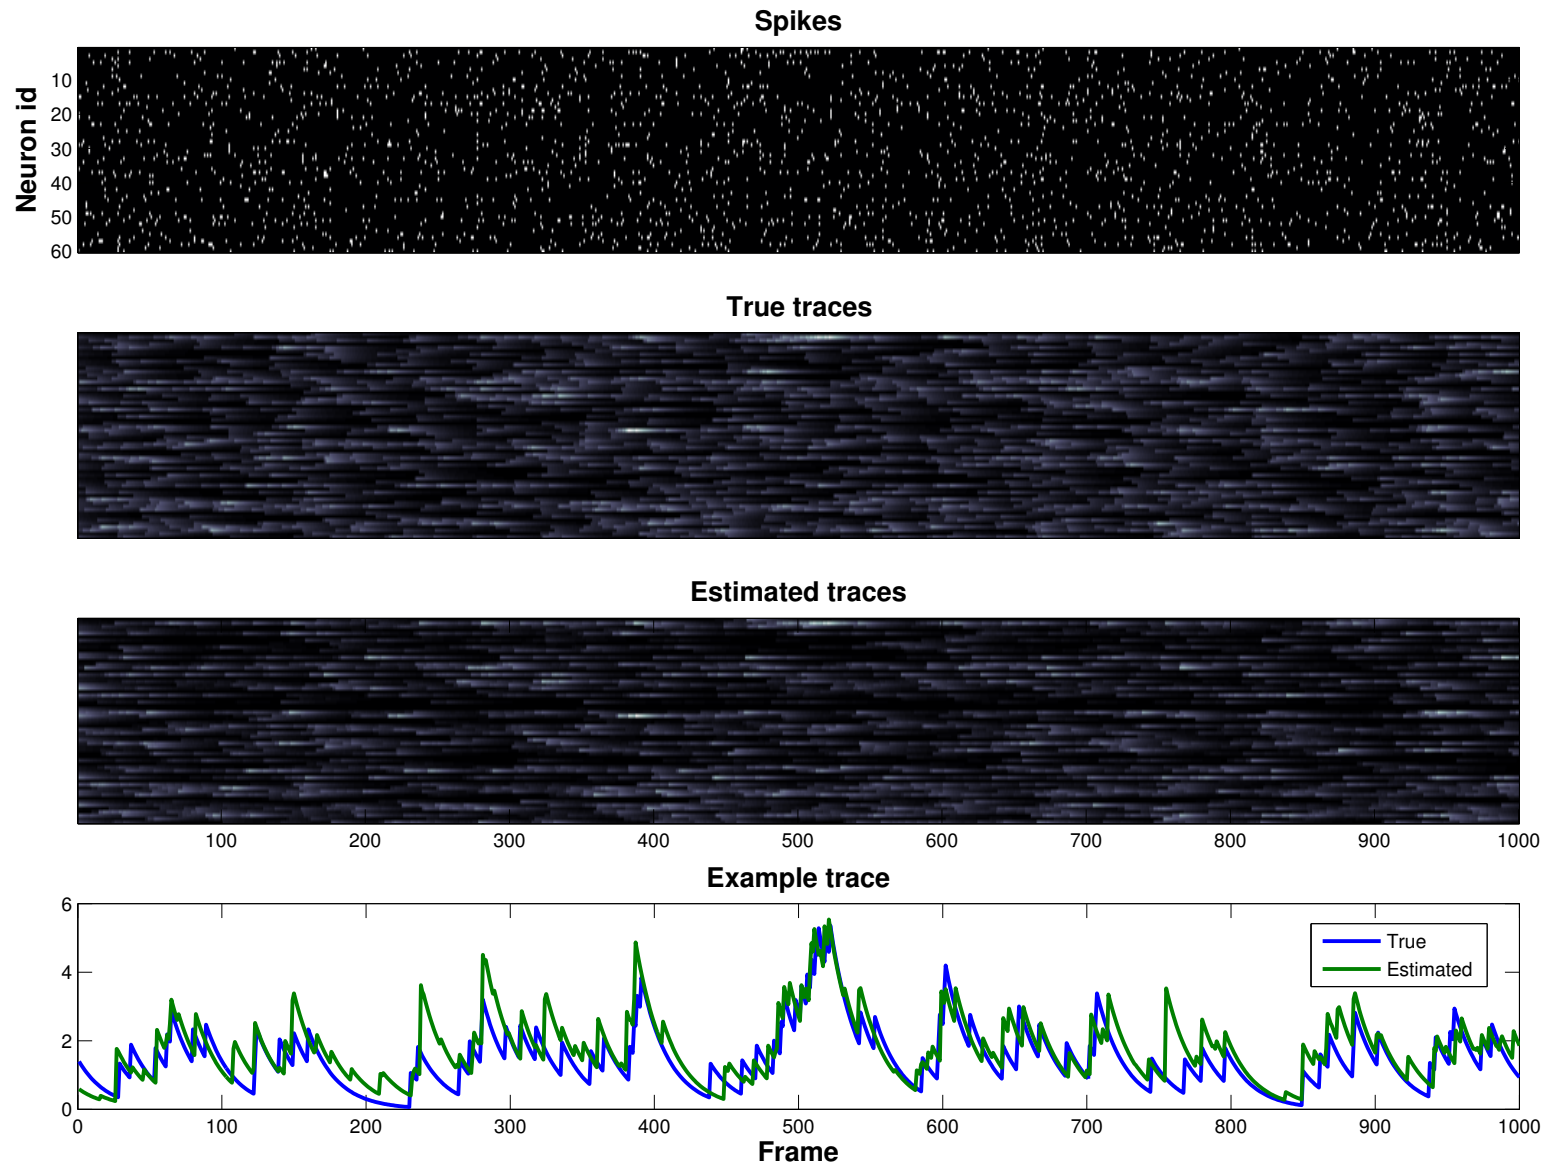 Spikes
Neuron id
10
20
30
40
50
60
True traces
Estimated traces
100 200 300 400 500 600 700 800 900 1000
Example trace
6
4
2
0
True
Estimated
0 100 200 300 400 500 600 700 800 900 1000
Frame